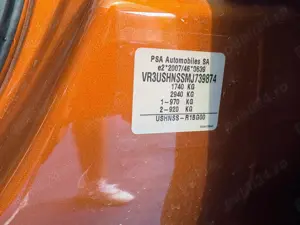 PSA Automobiles SA
e2*2007/46*0639
VR3USHNSSMJ739874
1740 KG
2940 KG
1-970 KG
2-920 KG
USHNSS-R1BG00